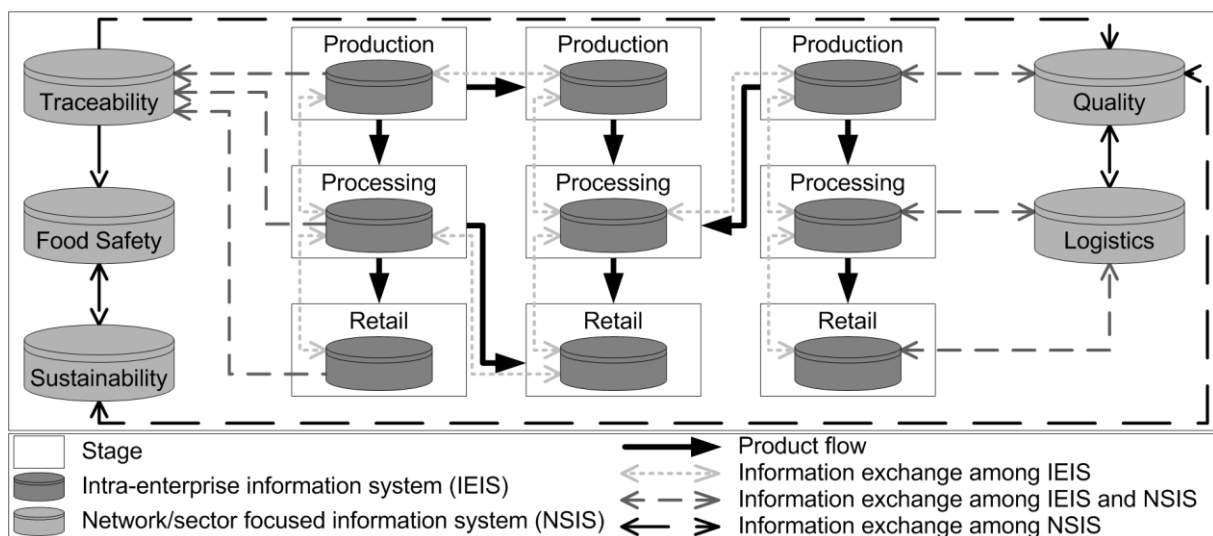 Production
Production
Production
Traceability
Quality
Processing
Processing
Processing
Food Safety
Logistics
Retail
Retail
Retail
Sustainability
Stage
Intra-enterprise information system (IEIS)
Network/sector focused information system (NSIS)
Product flow
Information exchange among IEIS
Information exchange among IEIS and NSIS
Information exchange among NSIS